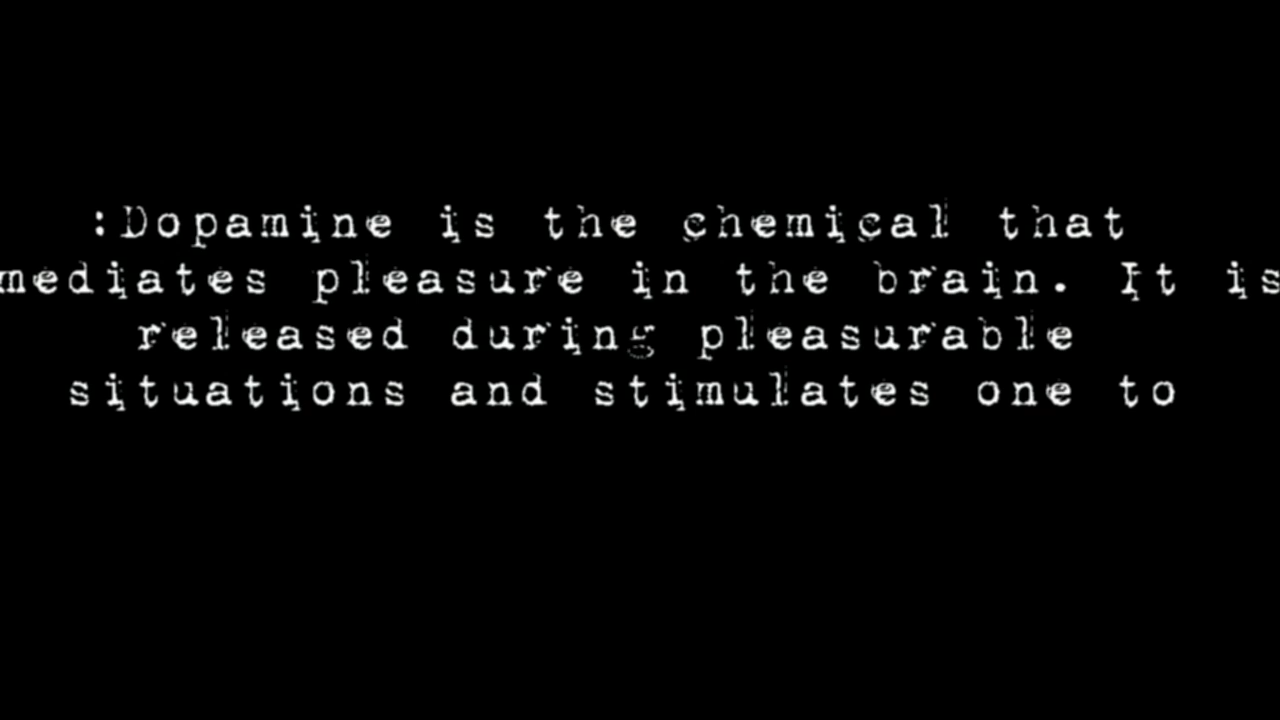 :Dopamine is the chemical that
mediates pleasure in the brain. It is
released during pleasurable
situations and stimulates one to